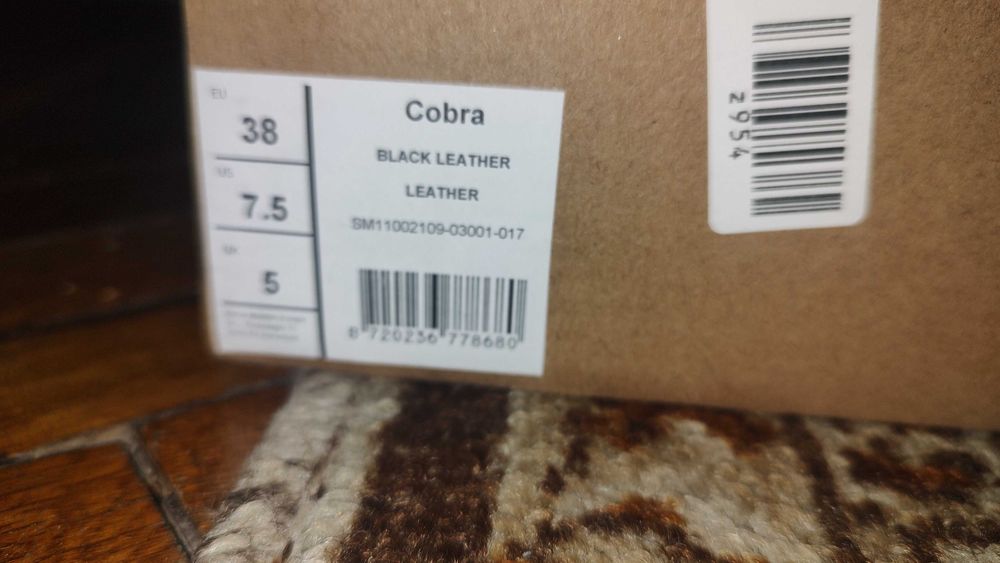 EU
38
US
7.5
UK
5
Cobra
BLACK LEATHER
LEATHER
SM11002109-03001-017
8 720236 778680
2954